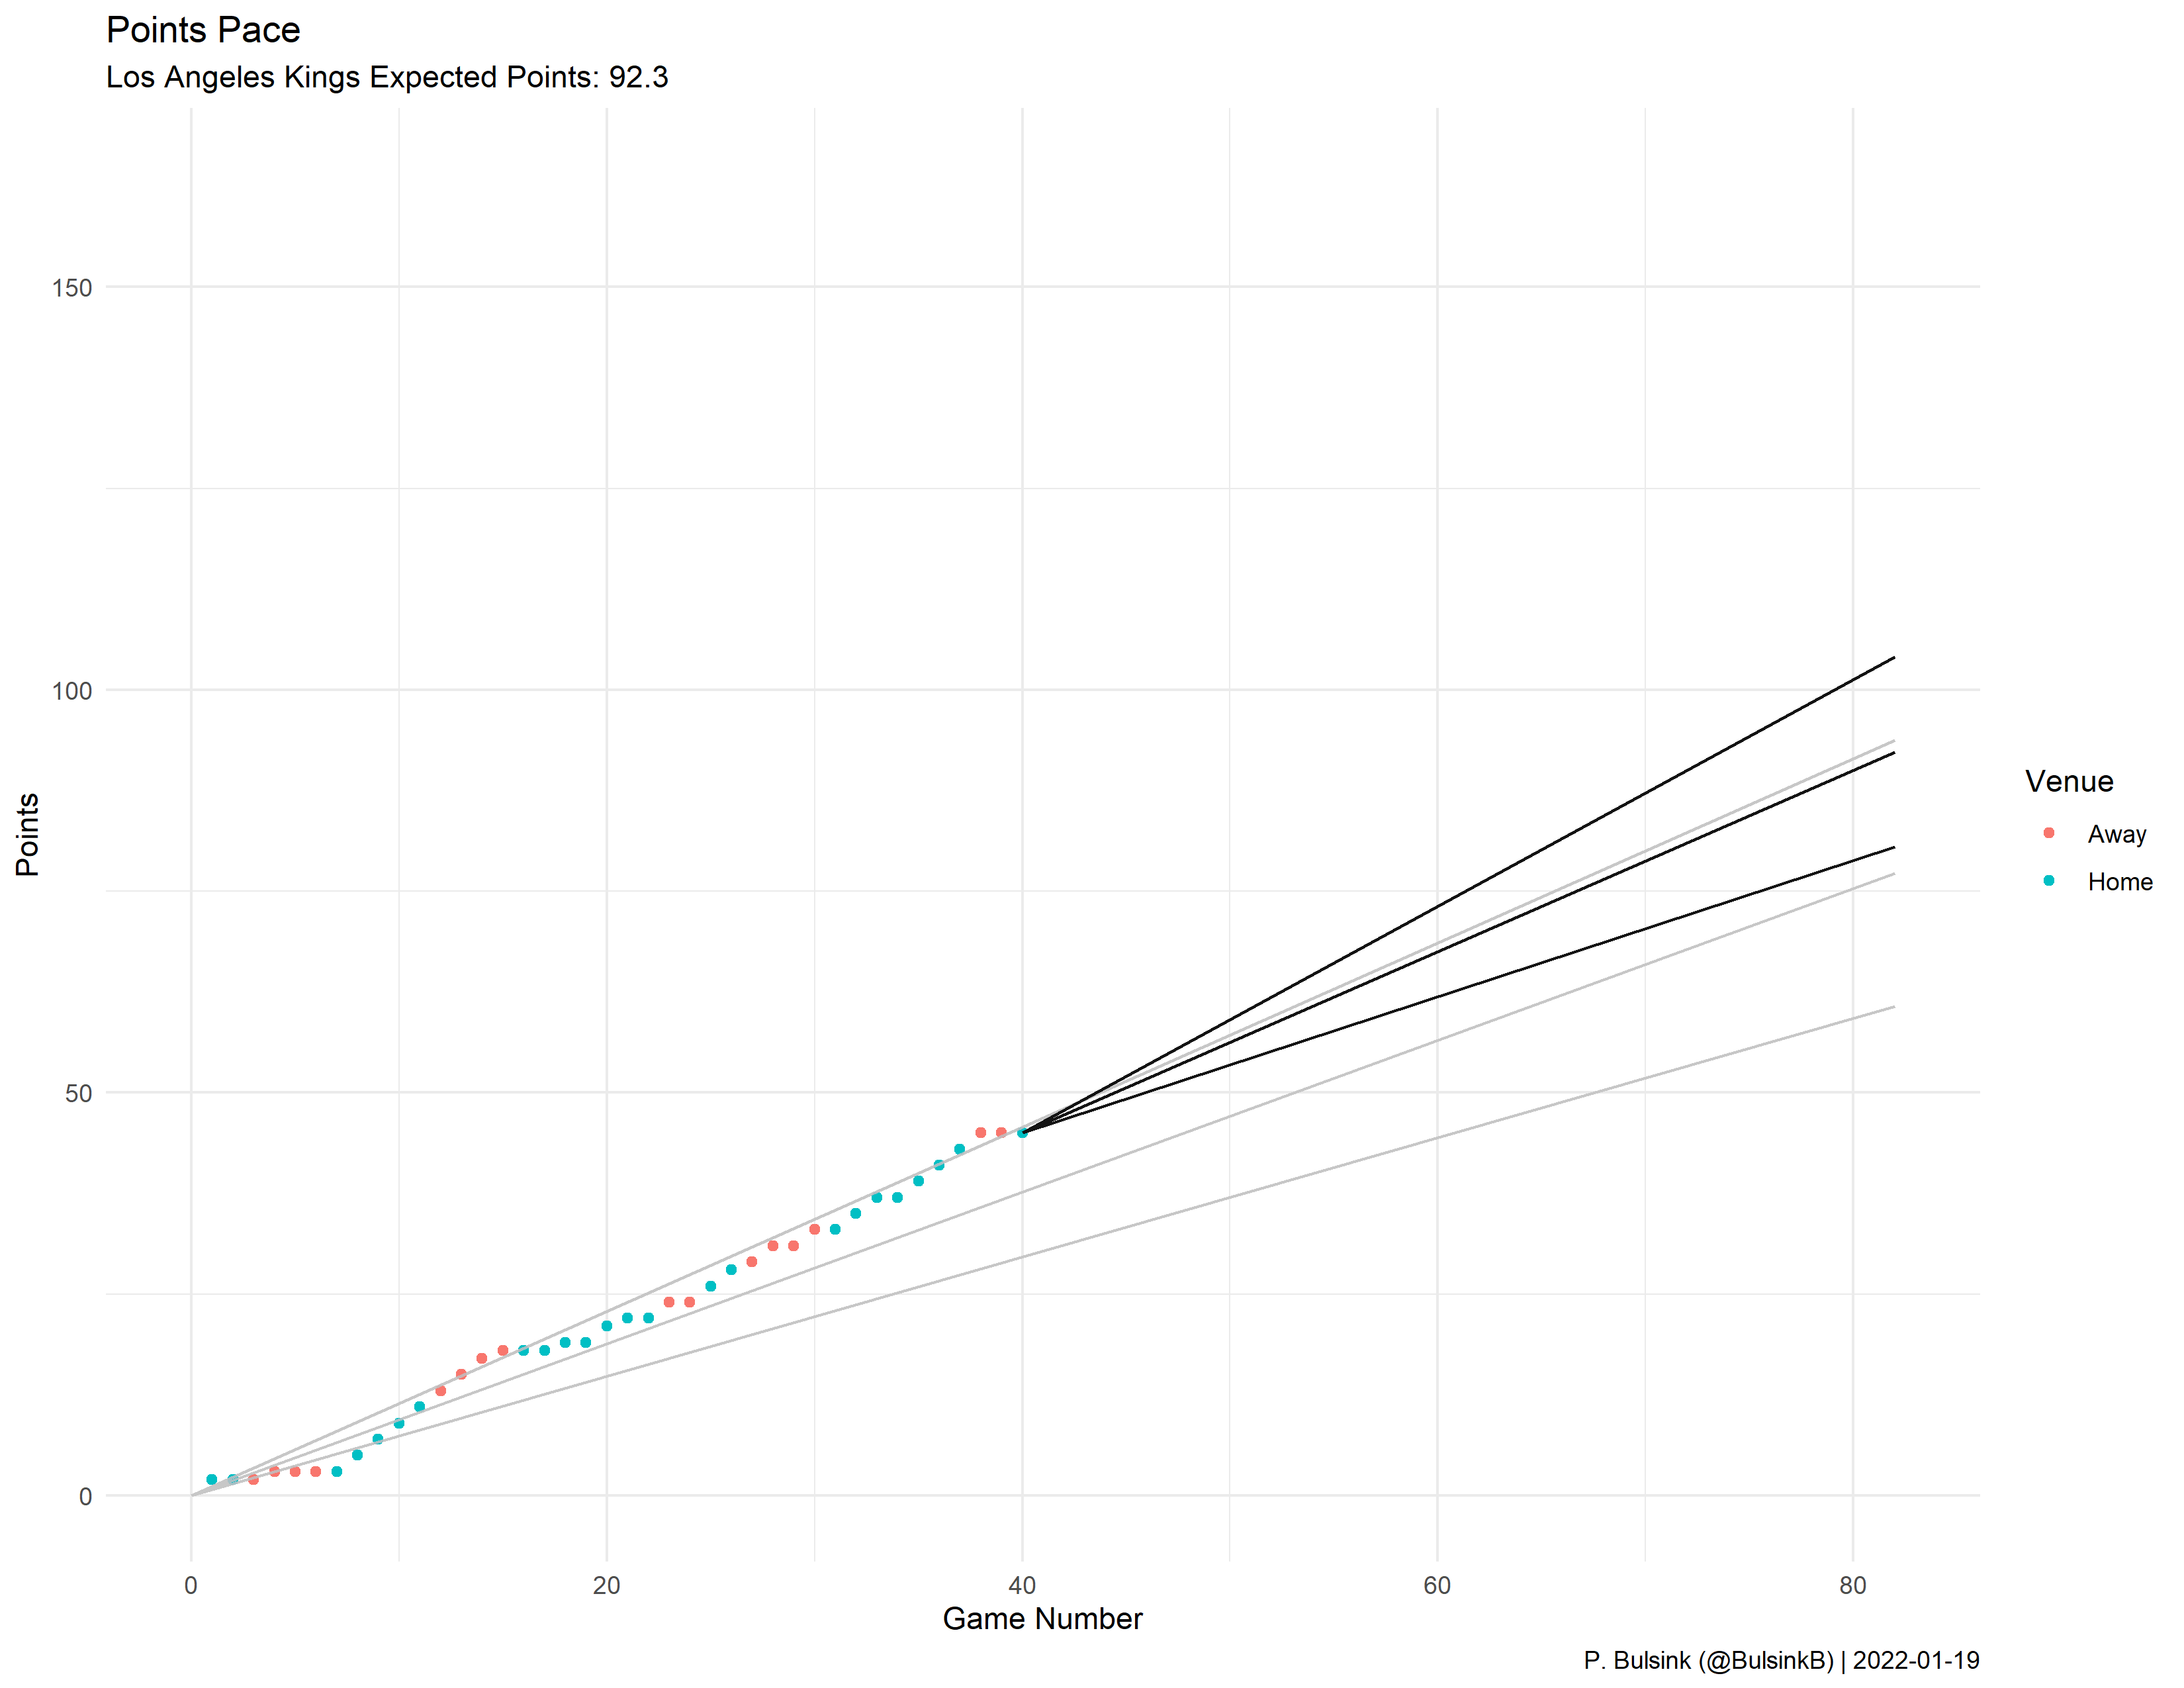 Points Pace
Los Angeles Kings Expected Points: 92.3
150
100
50
0
Points
0 20 40 60 80
Game Number
Venue
Away
Home
P. Bulsink (@BulsinkB) | 2022-01-19